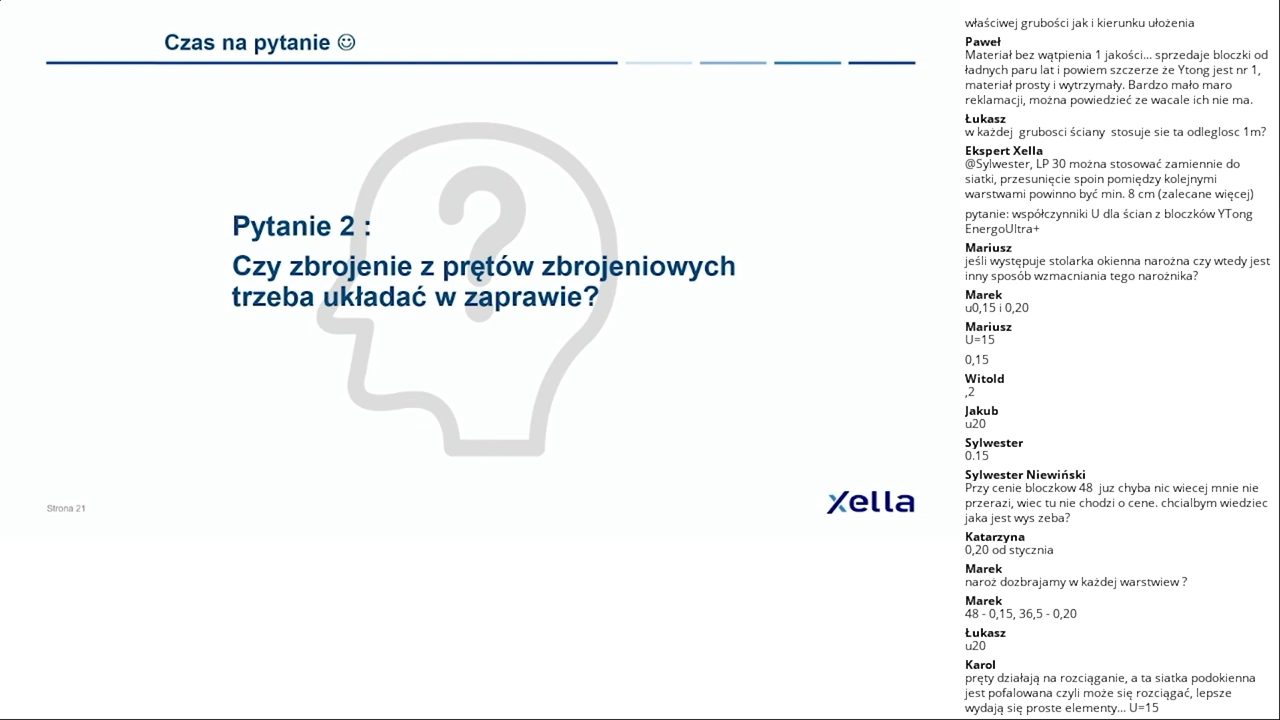 Czas na pytanie ☺
Pytanie 2 :
Czy zbrojenie z prętów zbrojeniowych
trzeba układać w zaprawie?
Strona 21
xella
właściwej grubości jak i kierunku ułożenia
Paweł
Materiał bez wątpienia 1 jakości... sprzedaje bloczki od
ładnych paru lat i powiem szczerze że Ytong jest nr 1,
materiał prosty i wytrzymały. Bardzo mało maro
reklamacji, można powiedzieć ze wacale ich nie ma.
Łukasz
w każdej grubosci ściany stosuje sie ta odleglosc 1m?
Ekspert Xella
@Sylwester, LP 30 można stosować zamiennie do
siatki, przesunięcie spoin pomiędzy kolejnymi
warstwami powinno być min. 8 cm (zalecane więcej)
pytanie: współczynniki U dla ścian z bloczków YTong
EnergoUltra+
Mariusz
jeśli występuje stolarka okienna narożna czy wtedy jest
inny sposób wzmacniania tego narożnika?
Marek
u0,15 i 0,20
Mariusz
U=15
0,15
Witold
,2
Jakub
u20
Sylwester
0.15
Sylwester Niewiński
Przy cenie bloczkow 48 juz chyba nic wiecej mnie nie
przerazi, wiec tu nie chodzi o cene. chcialbym wiedziec
jaka jest wys zeba?
Katarzyna
0,20 od stycznia
Marek
naroż dozbrajamy w każdej warstwiew ?
Marek
48 - 0,15, 36,5 - 0,20
Łukasz
u20
Karol
pręty działają na rozciąganie, a ta siatka podokienna
jest pofalowana czyli może się rozciągać, lepsze
wydają się proste elementy... U=15